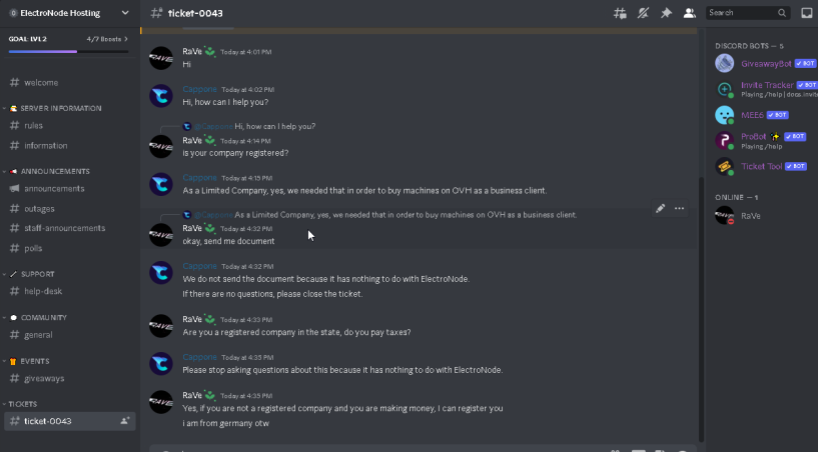 ElectroNode Hosting
GOAL: LVL 2
4/7 Boosts >
# welcome
SERVER INFORMATION
# rules
# information
ANNOUNCEMENTS
announcements
# outages
# staff-announcements
# polls
SUPPORT
# help-desk
COMMUNITY
# general
EVENTS
# giveaways
TICKETS
# ticket-0043
# ticket-0043
RaVe Today at 4:01 PM
Hi
Cappone Today at 4:02 PM
Hi, how can I help you?
@Cappone Hi, how can I help you?
RaVe Today at 4:14 PM
is your company registered?
Cappone Today at 4:19 PM
As a Limited Company, yes, we needed that in order to buy machines on OVH as a business client.
@Cappone As a Limited Company, yes, we needed that in order to buy machines on OVH as a business client.
RaVe Today at 4:32 PM
okay, send me document
Cappone Today at 4:32 PM
We do not send the document because it has nothing to do with ElectroNode.
If there are no questions, please close the ticket.
RaVe Today at 4:33 PM
Are you a registered company in the state, do you pay taxes?
Cappone Today at 4:35 PM
Please stop asking questions about this because it has nothing to do with ElectroNode.
RaVe Today at 4:35 PM
Yes, if you are not a registered company and you are making money, I can register you
i am from germany otw
Search
DISCORD BOTS — 5
GiveawayBot BOT
Invite Tracker BOT
Playing /help | docs.invite
MEE6 BOT
ProBot ✨ BOT
Playing /help
Ticket Tool BOT
ONLINE — 1
RaVe